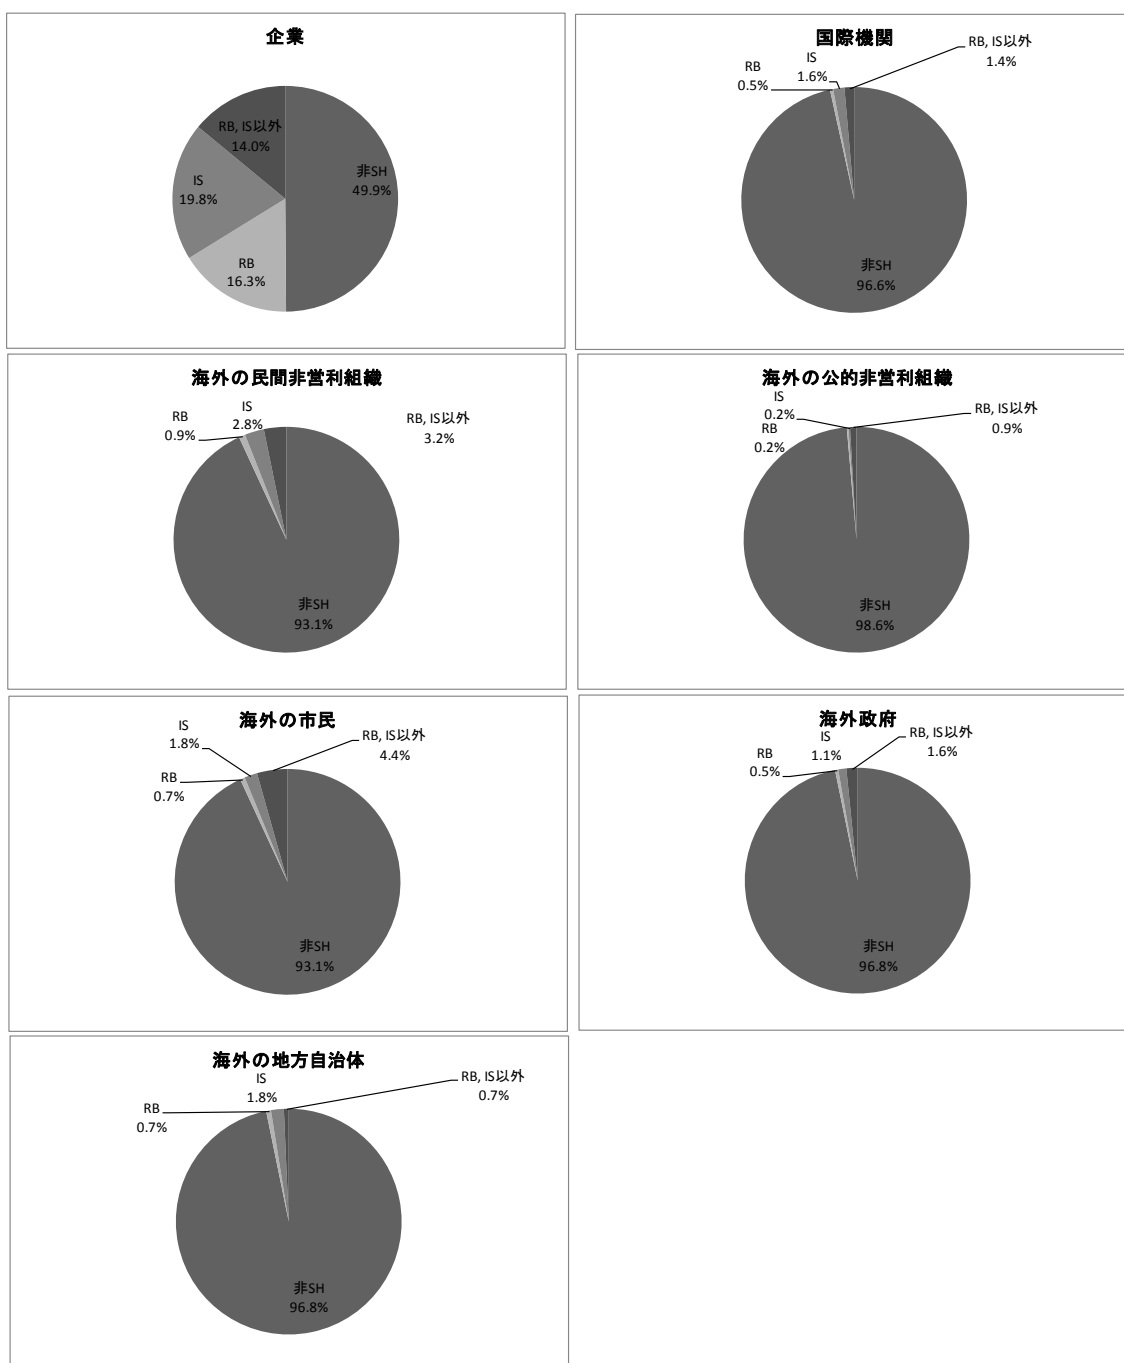 企業
RB, IS以外
14.0%
非SH
49.9%
IS
19.8%
RB
16.3%
国際機関
RB, IS以外
1.4%
IS
1.6%
RB
0.5%
非SH
96.6%
海外の民間非営利組織
RB
0.9%
IS
2.8%
RB, IS以外
3.2%
非SH
93.1%
海外の公的非営利組織
IS
0.2%
RB
0.2%
RB, IS以外
0.9%
非SH
98.6%
海外の市民
IS
1.8%
RB, IS以外
4.4%
RB
0.7%
非SH
93.1%
海外政府
RB
0.5%
IS
1.1%
RB, IS以外
1.6%
非SH
96.8%
海外の地方自治体
IS
1.8%
RB, IS以外
0.7%
RB
0.7%
非SH
96.8%